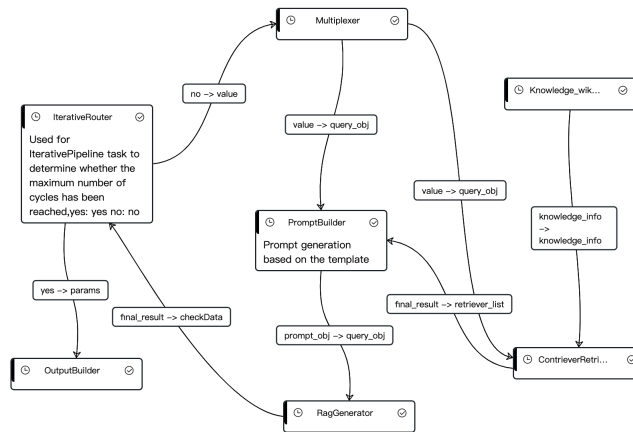 Multiplexer
no -> value
Knowledge_wik...
IterativeRouter
Used for
IterativePipeline task to
determine whether the
maximum number of
cycles has been
reached,yes: yes no: no
value -> query_obj
value -> query_obj
PromptBuilder
Prompt generation
based on the template
knowledge_info
->
knowledge_info
yes -> params
final_result -> checkData
final_result -> retriever_list
prompt_obj -> query_obj
OutputBuilder
ContrieverRetri...
RagGenerator